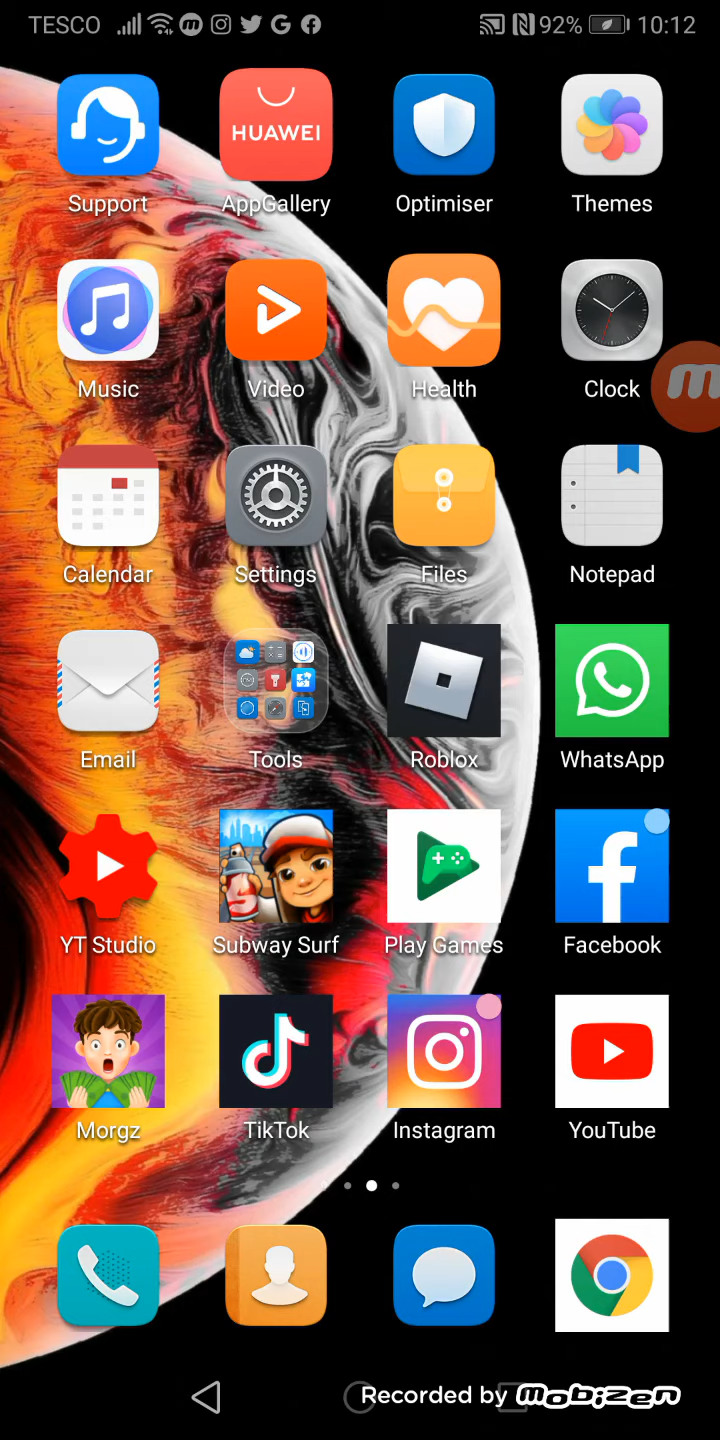 TESCO 92% 10:12
HUAWEI
Support AppGallery Optimiser Themes
Music Video Health Clock
Calendar Settings Files Notepad
Email Tools Roblox WhatsApp
YT Studio Subway Surf Play Games Facebook
Morgz TikTok Instagram YouTube
Recorded by mobizen